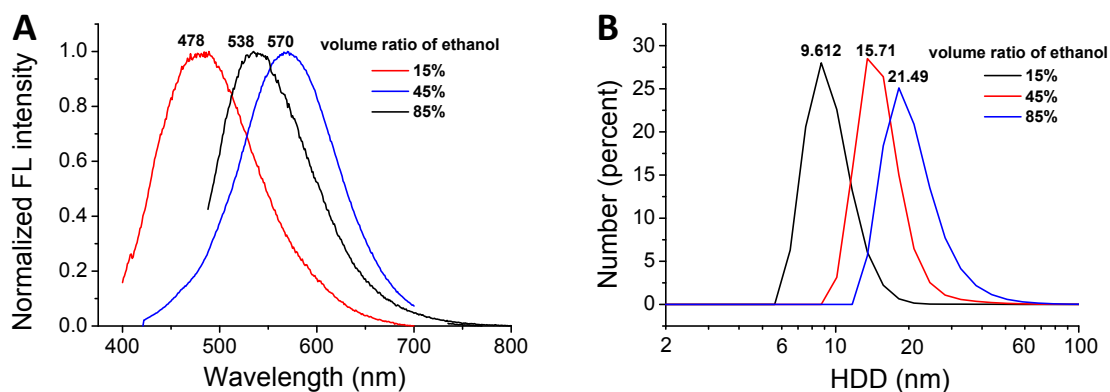 A
478 538 570
volume ratio of ethanol
15%
45%
85%
1.0
0.8
0.6
0.4
0.2
0.0
Normalized FL intensity
400 500 600 700 800
Wavelength (nm)
B
9.612 15.71
21.49
volume ratio of ethanol
15%
45%
85%
30
25
20
15
10
5
0
Number (percent)
2 6 10 20 60 100
HDD (nm)